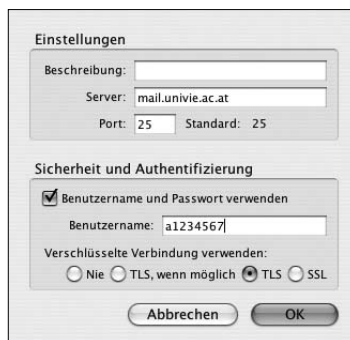 Einstellungen
Beschreibung:
Server: mail.univie.ac.at
Port: 25 Standard: 25
Sicherheit und Authentifizierung
Benutzername und Passwort verwenden
Benutzername: a1234567
Verschlüsselte Verbindung verwenden:
Nie TLS, wenn möglich TLS SSL
Abbrechen OK